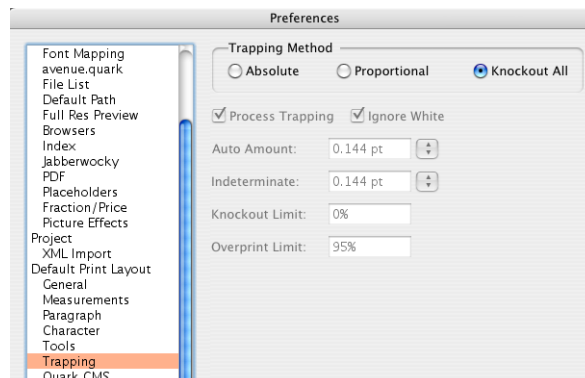 Preferences
Font Mapping
avenue.quark
File List
Default Path
Full Res Preview
Browsers
Index
Jabberwocky
PDF
Placeholders
Fraction/Price
Picture Effects
Project
XML Import
Default Print Layout
General
Measurements
Paragraph
Character
Tools
Trapping
Quark CMS
Trapping Method
Absolute Proportional Knockout All
Process Trapping Ignore White
Auto Amount: 0.144 pt
Indeterminate: 0.144 pt
Knockout Limit: 0%
Overprint Limit: 95%